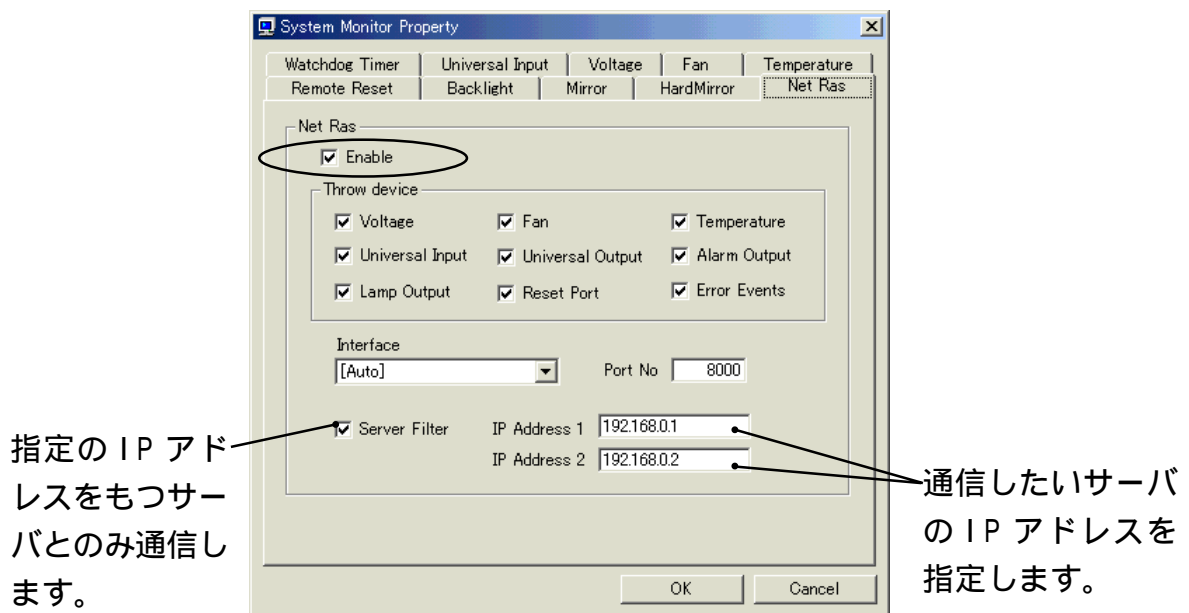 System Monitor Property
Watchdog Timer Universal Input Voltage Fan Temperature
Remote Reset Backlight Mirror HardMirror Net Ras
Net Ras
Enable
Throw device
Voltage Fan Temperature
Universal Input Universal Output Alarm Output
Lamp Output Reset Port Error Events
Interface
[Auto] Port No 8000
Server Filter IP Address 1 192.168.0.1
IP Address 2 192.168.0.2
OK Cancel
指定のIPアド
レスをもつサー
バとのみ通信し
ます。
通信したいサーバ
のIPアドレスを
指定します。